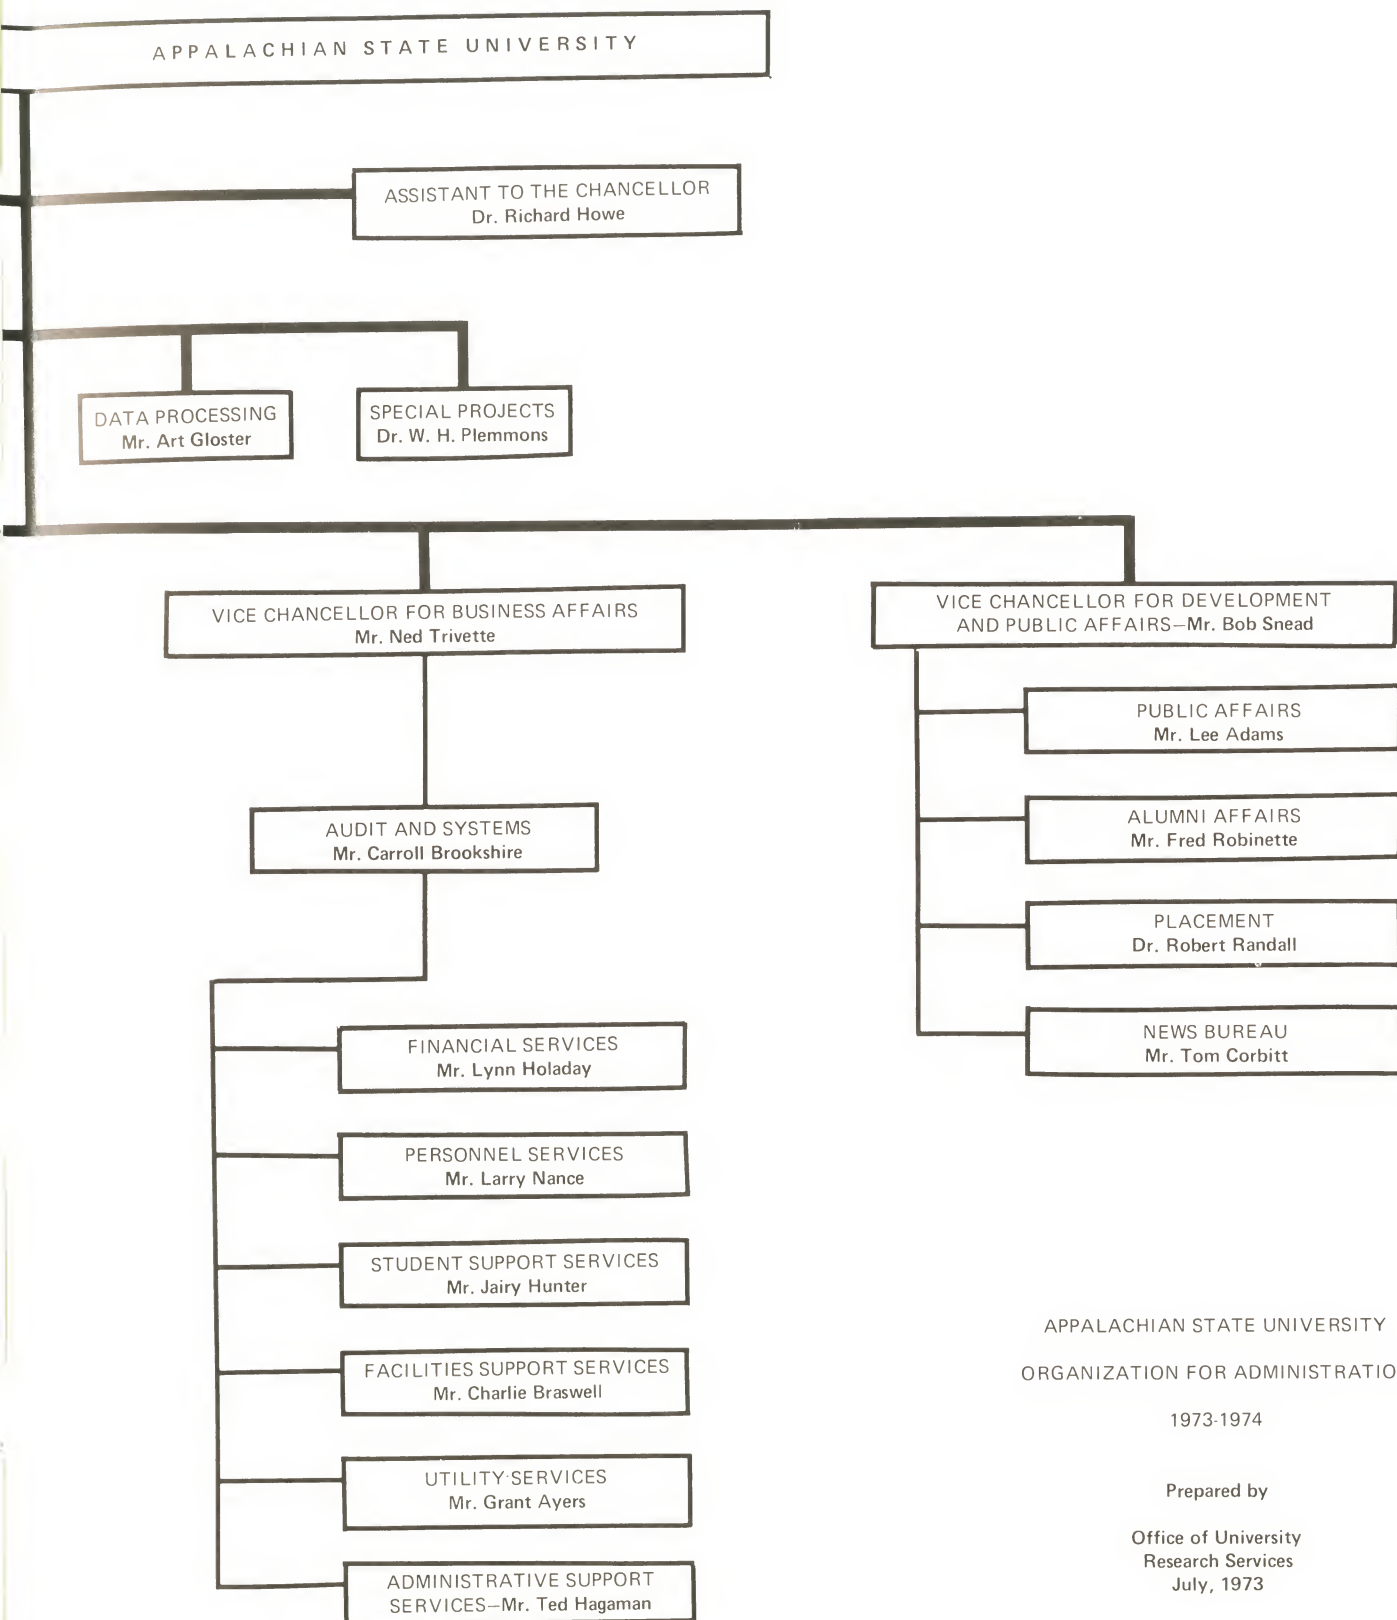 APPALACHIAN STATE UNIVERSITY
ASSISTANT TO THE CHANCELLOR
Dr. Richard Howe
DATA PROCESSING
Mr. Art Gloster
SPECIAL PROJECTS
Dr. W. H. Plemmons
VICE CHANCELLOR FOR BUSINESS AFFAIRS
Mr. Ned Trivette
AUDIT AND SYSTEMS
Mr. Carroll Brookshire
FINANCIAL SERVICES
Mr. Lynn Holaday
PERSONNEL SERVICES
Mr. Larry Nance
STUDENT SUPPORT SERVICES
Mr. Jairy Hunter
FACILITIES SUPPORT SERVICES
Mr. Charlie Braswell
UTILITY SERVICES
Mr. Grant Ayers
ADMINISTRATIVE SUPPORT
SERVICES—Mr. Ted Hagaman
VICE CHANCELLOR FOR DEVELOPMENT
AND PUBLIC AFFAIRS—Mr. Bob Snead
PUBLIC AFFAIRS
Mr. Lee Adams
ALUMNI AFFAIRS
Mr. Fred Robinette
PLACEMENT
Dr. Robert Randall
NEWS BUREAU
Mr. Tom Corbitt
APPALACHIAN STATE UNIVERSITY
ORGANIZATION FOR ADMINISTRATIO
1973-1974
Prepared by
Office of University
Research Services
July, 1973